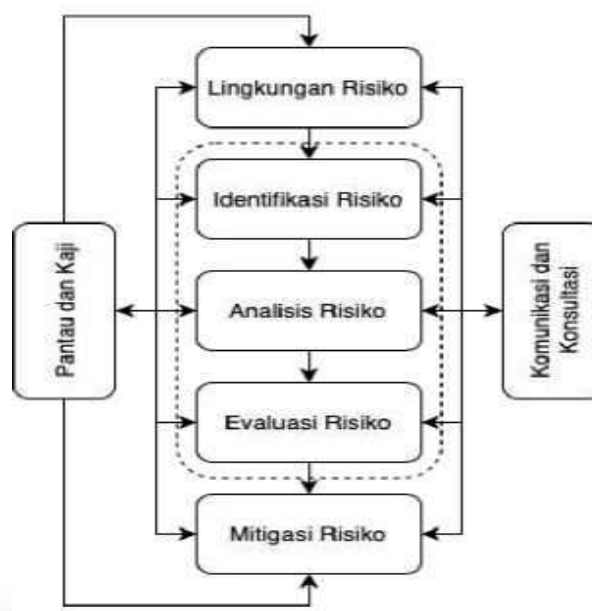 Lingkungan Risiko
Identifikasi Risiko
Pantau dan Kaji
Analisis Risiko
Komunikasi dan
Konsultasi
Evaluasi Risiko
Mitigasi Risiko